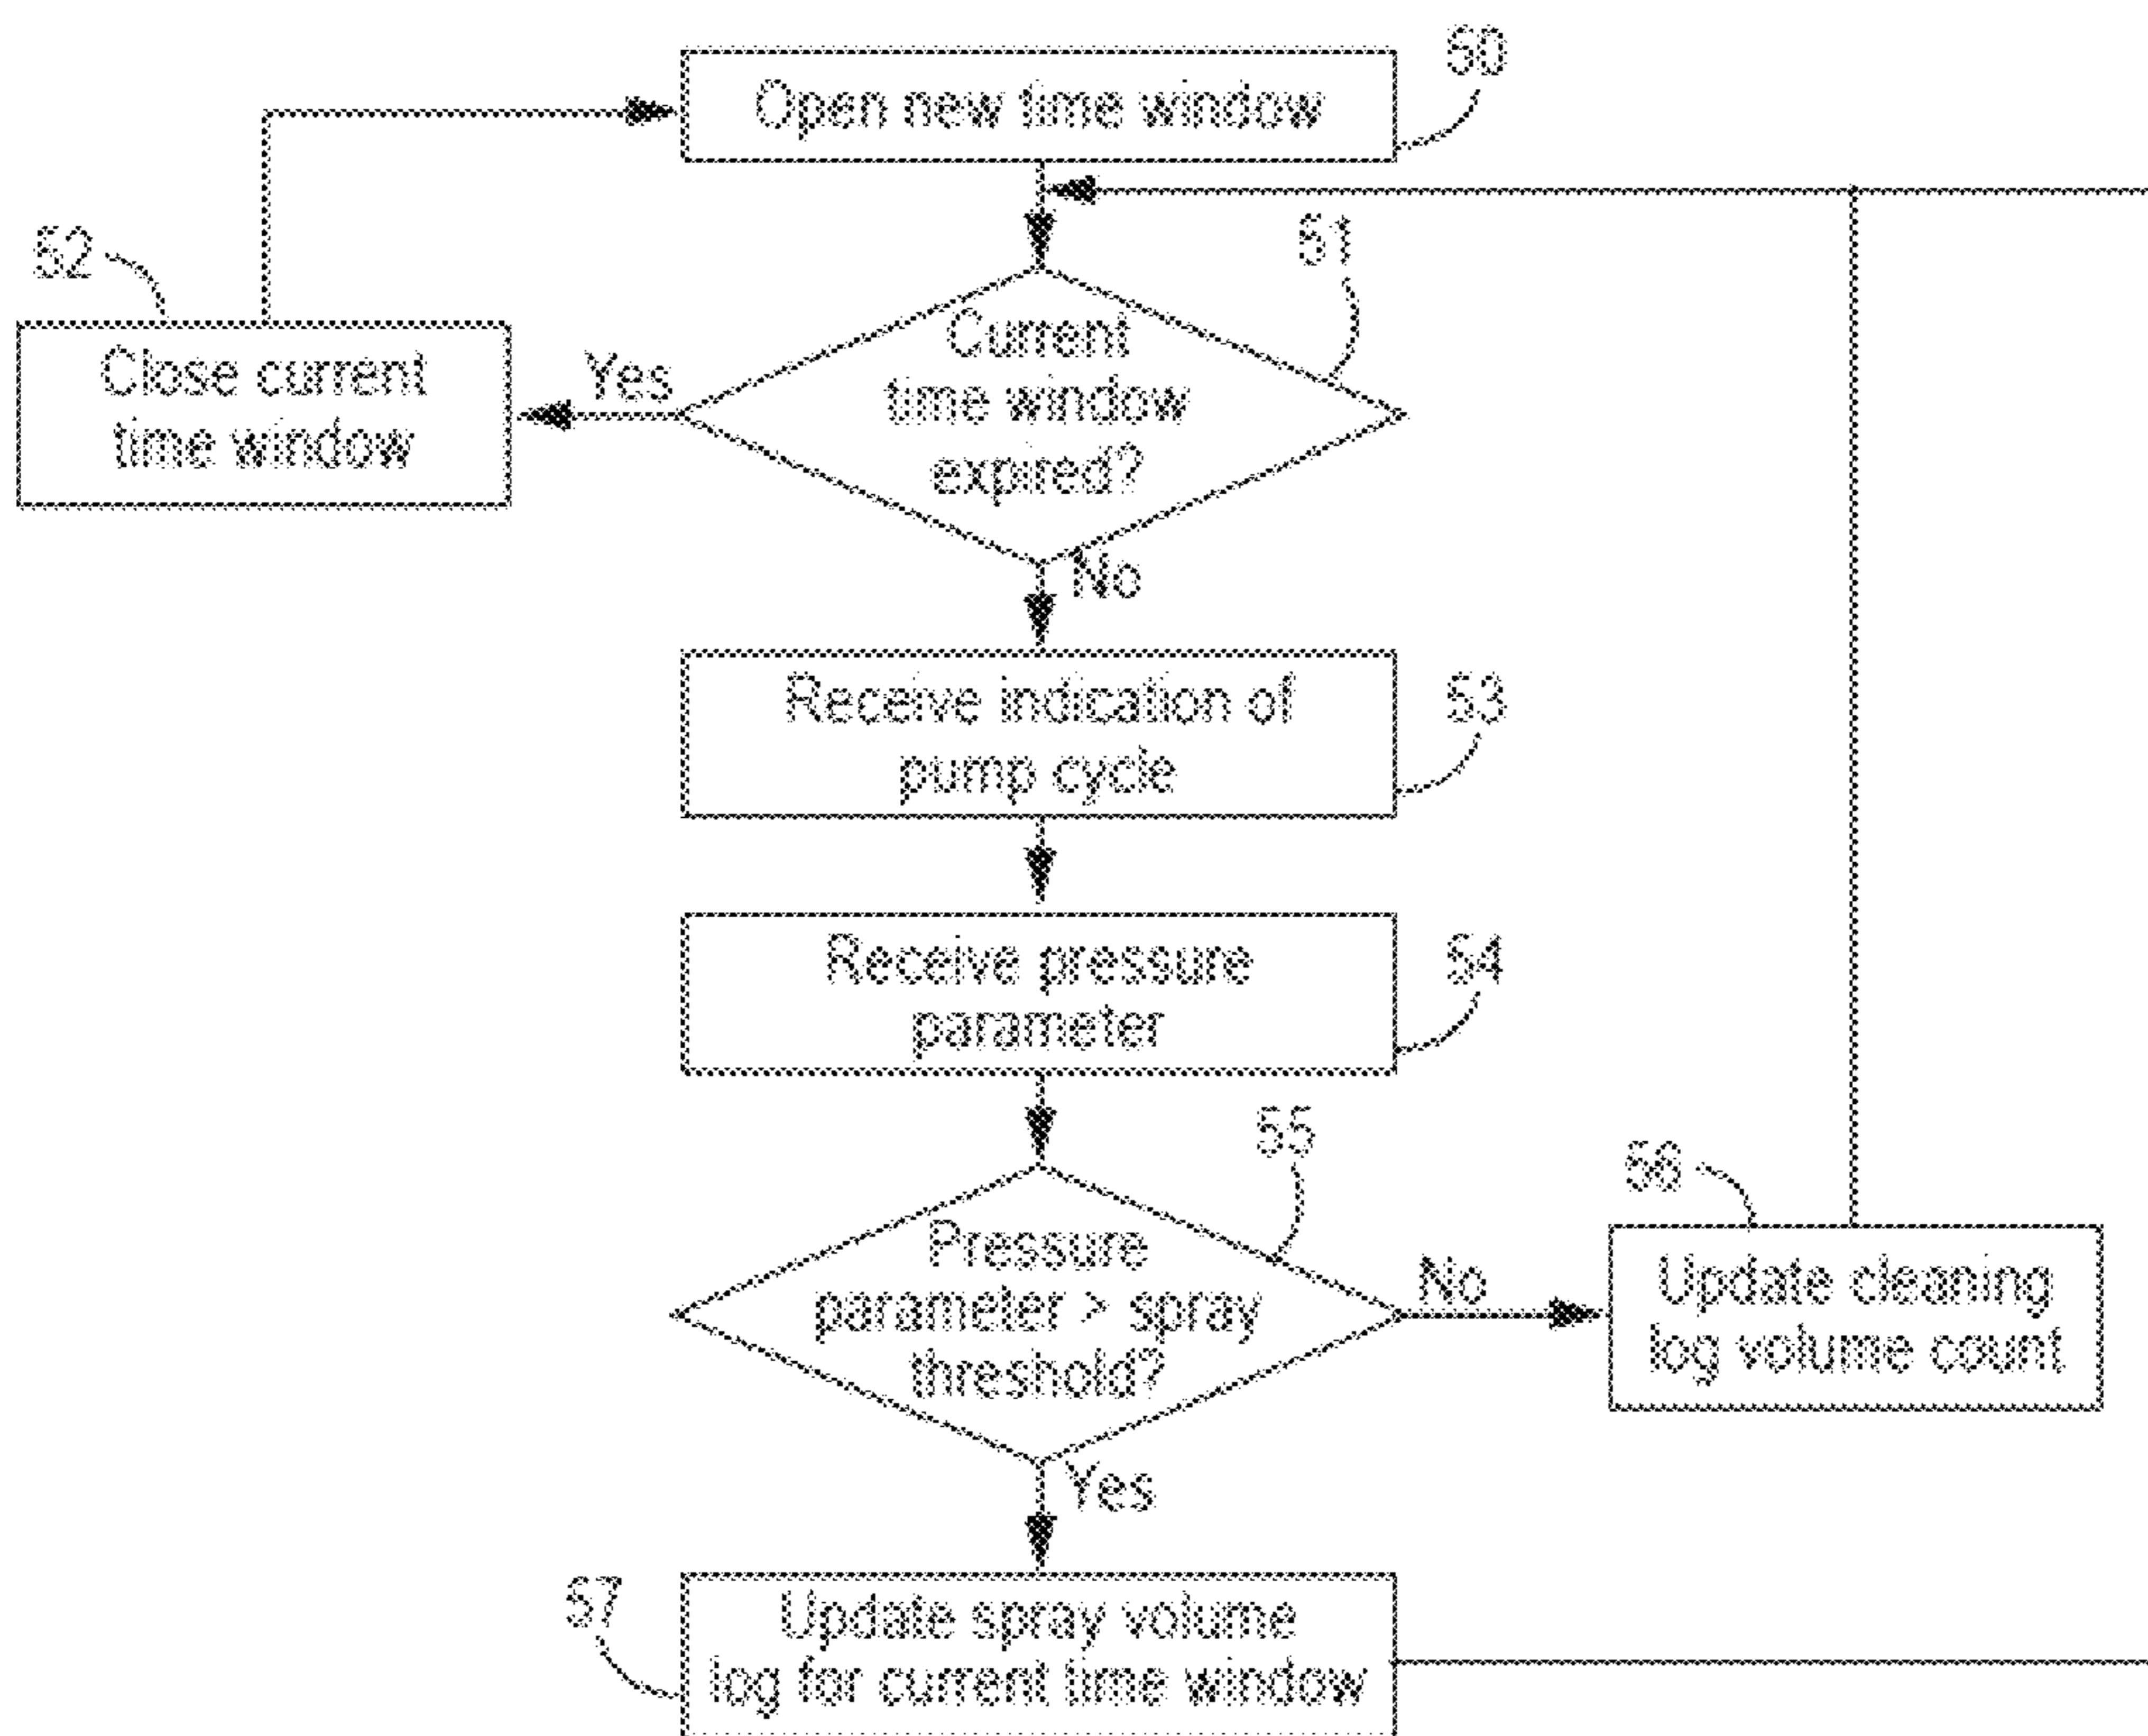 50
Open new time window
51
52
Current
time window
expired?
Yes
Close current
time window
No
Receive indication of
pump cycle
53
Receive pressure
parameter
54
55
Pressure
parameter > spray
threshold?
No
56
Update cleaning
log volume count
Yes
57
Update spray volume
log for current time window